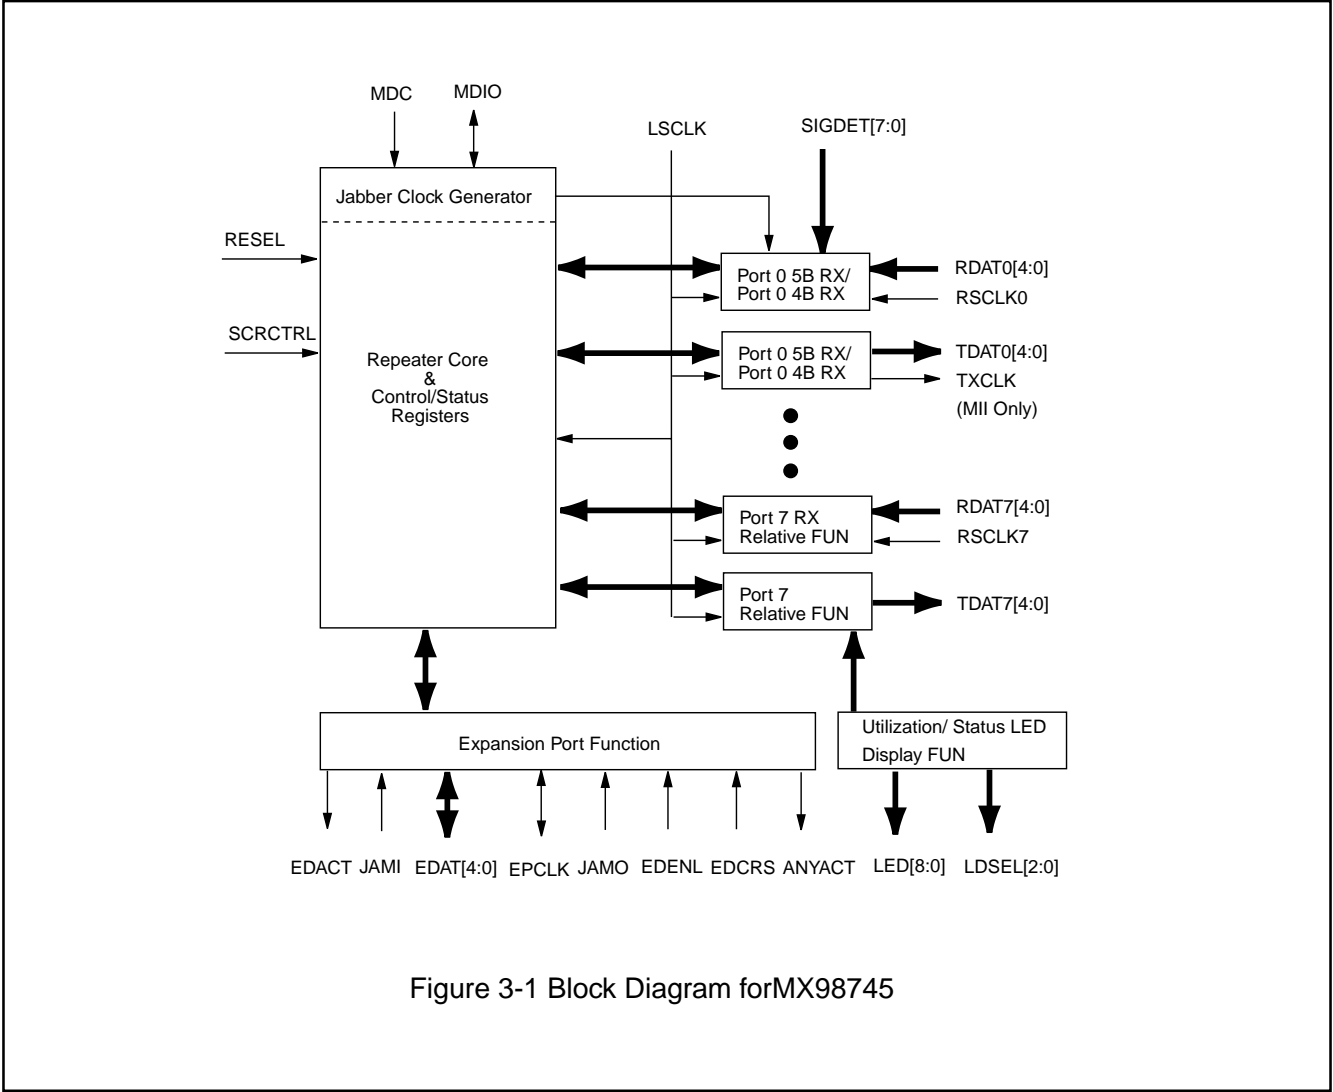 MDC
MDIO
LSCLK
SIGDET[7:0]
Jabber Clock Generator
RESEL
SCRCTRL
Repeater Core
&
Control/Status
Registers
Port 0 5B RX/
Port 0 4B RX
RDAT0[4:0]
RSCLK0
Port 0 5B RX/
Port 0 4B RX
TDAT0[4:0]
TXCLK
(MII Only)
Port 7 RX
Relative FUN
RDAT7[4:0]
RSCLK7
Port 7
Relative FUN
TDAT7[4:0]
Expansion Port Function
Utilization/ Status LED
Display FUN
EDACT
JAMI
EDAT[4:0]
EPCLK
JAMO
EDENL
EDCRS
ANYACT
LED[8:0]
LDSEL[2:0]
Figure 3-1 Block Diagram forMX98745